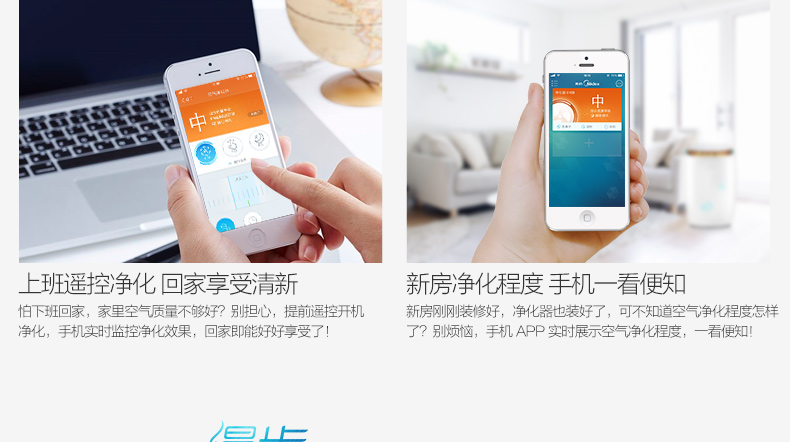 中
Midea
中
上班遥控净化 回家享受清新
怕下班回家，家里空气质量不够好？别担心，提前遥控开机
净化，手机实时监控净化效果，回家即能好好享受了！
新房净化程度 手机一看便知
新房刚刚装修好，净化器也装好了，可不知道空气净化程度怎样
了？别烦恼，手机 APP 实时展示空气净化程度，一看便知！